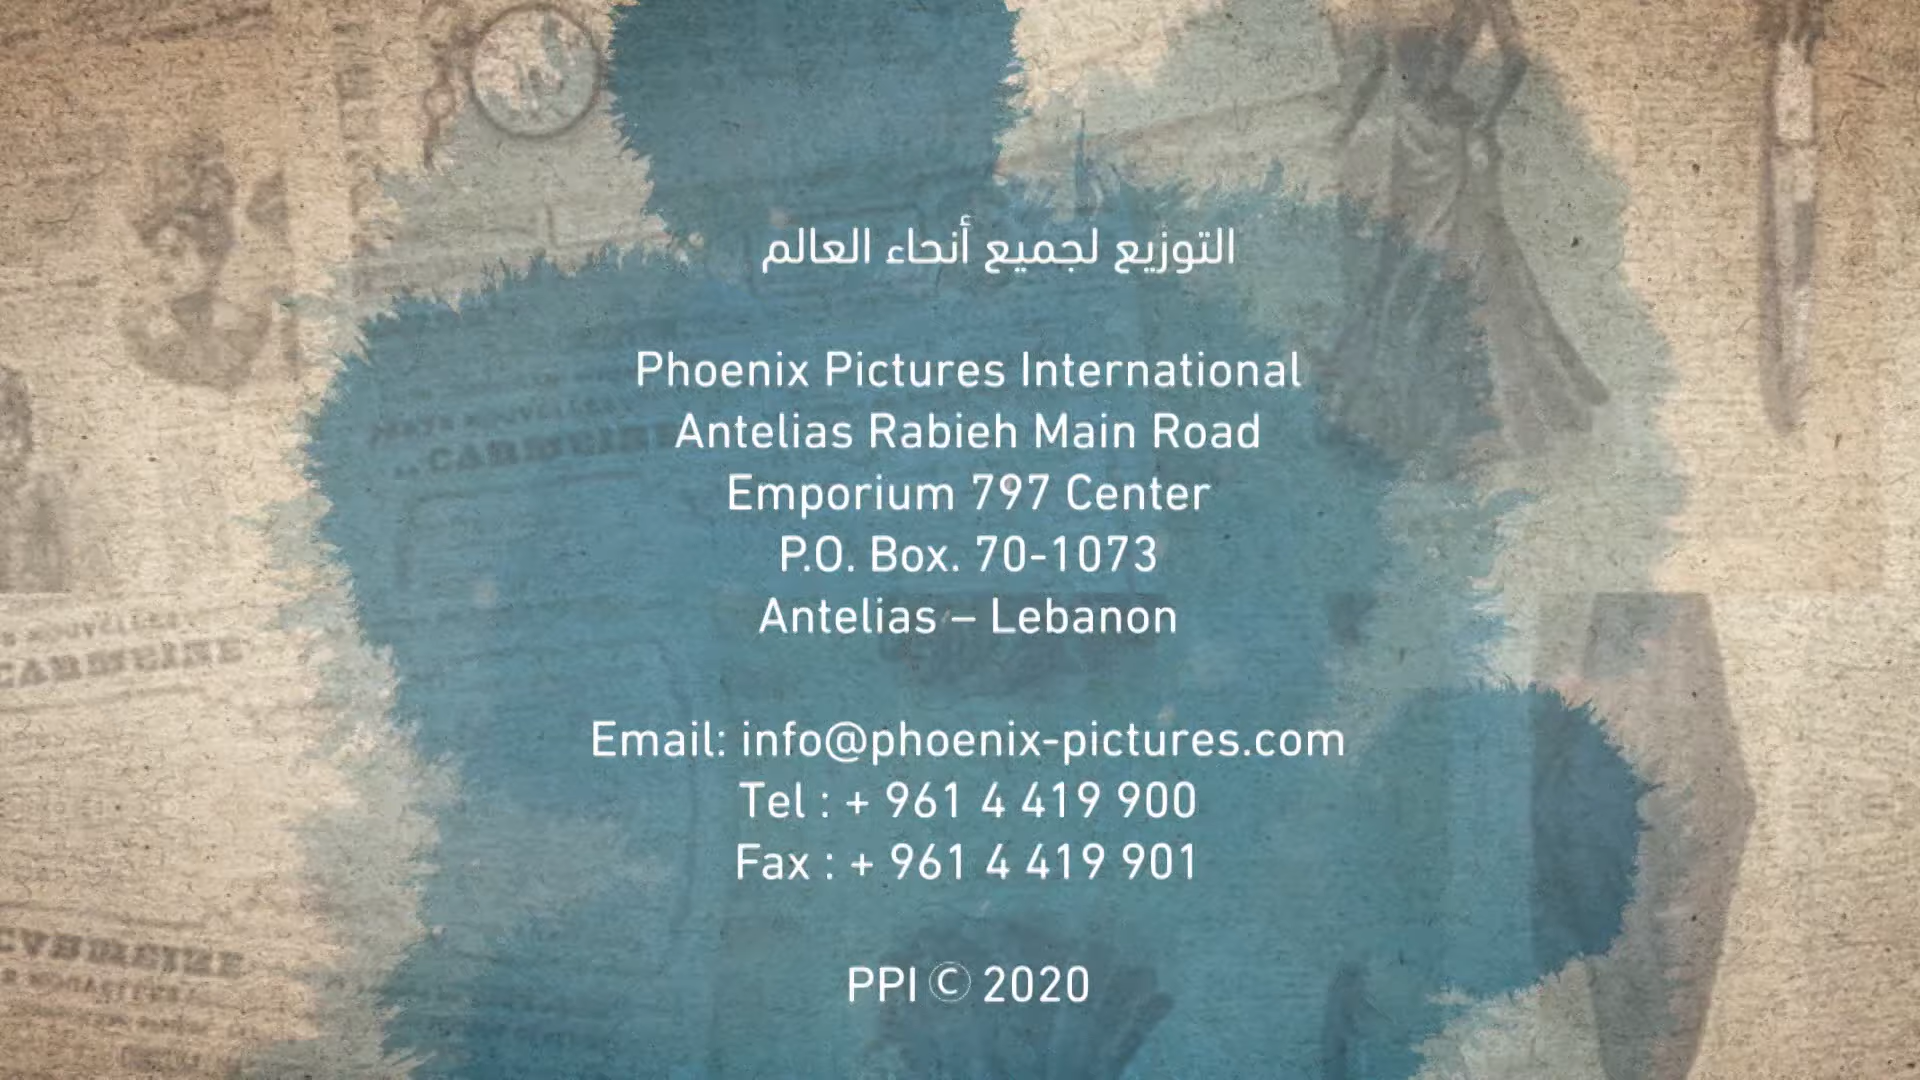 التوزيع لجميع أنحاء العالم
Phoenix Pictures International
Antelias Rabieh Main Road
Emporium 797 Center
P.O. Box. 70-1073
Antelias – Lebanon
Email: info@phoenix-pictures.com
Tel : + 961 4 419 900
Fax : + 961 4 419 901
PPI © 2020